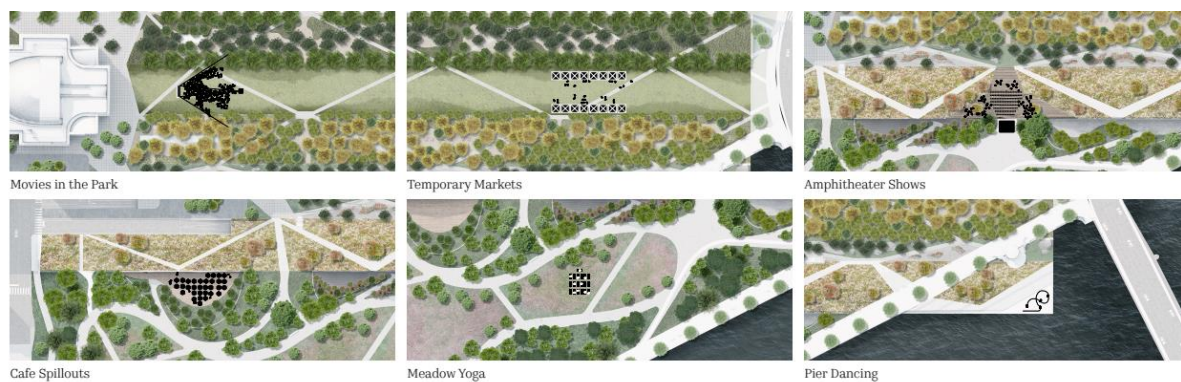 Movies in the Park
Temporary Markets
Amphitheater Shows
Cafe Spillouts
Meadow Yoga
Pier Dancing